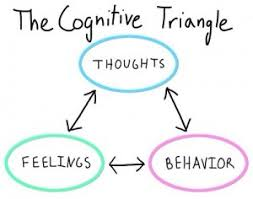 The Cognitive Triangle
THOUGHTS
FEELINGS
BEHAVIOR